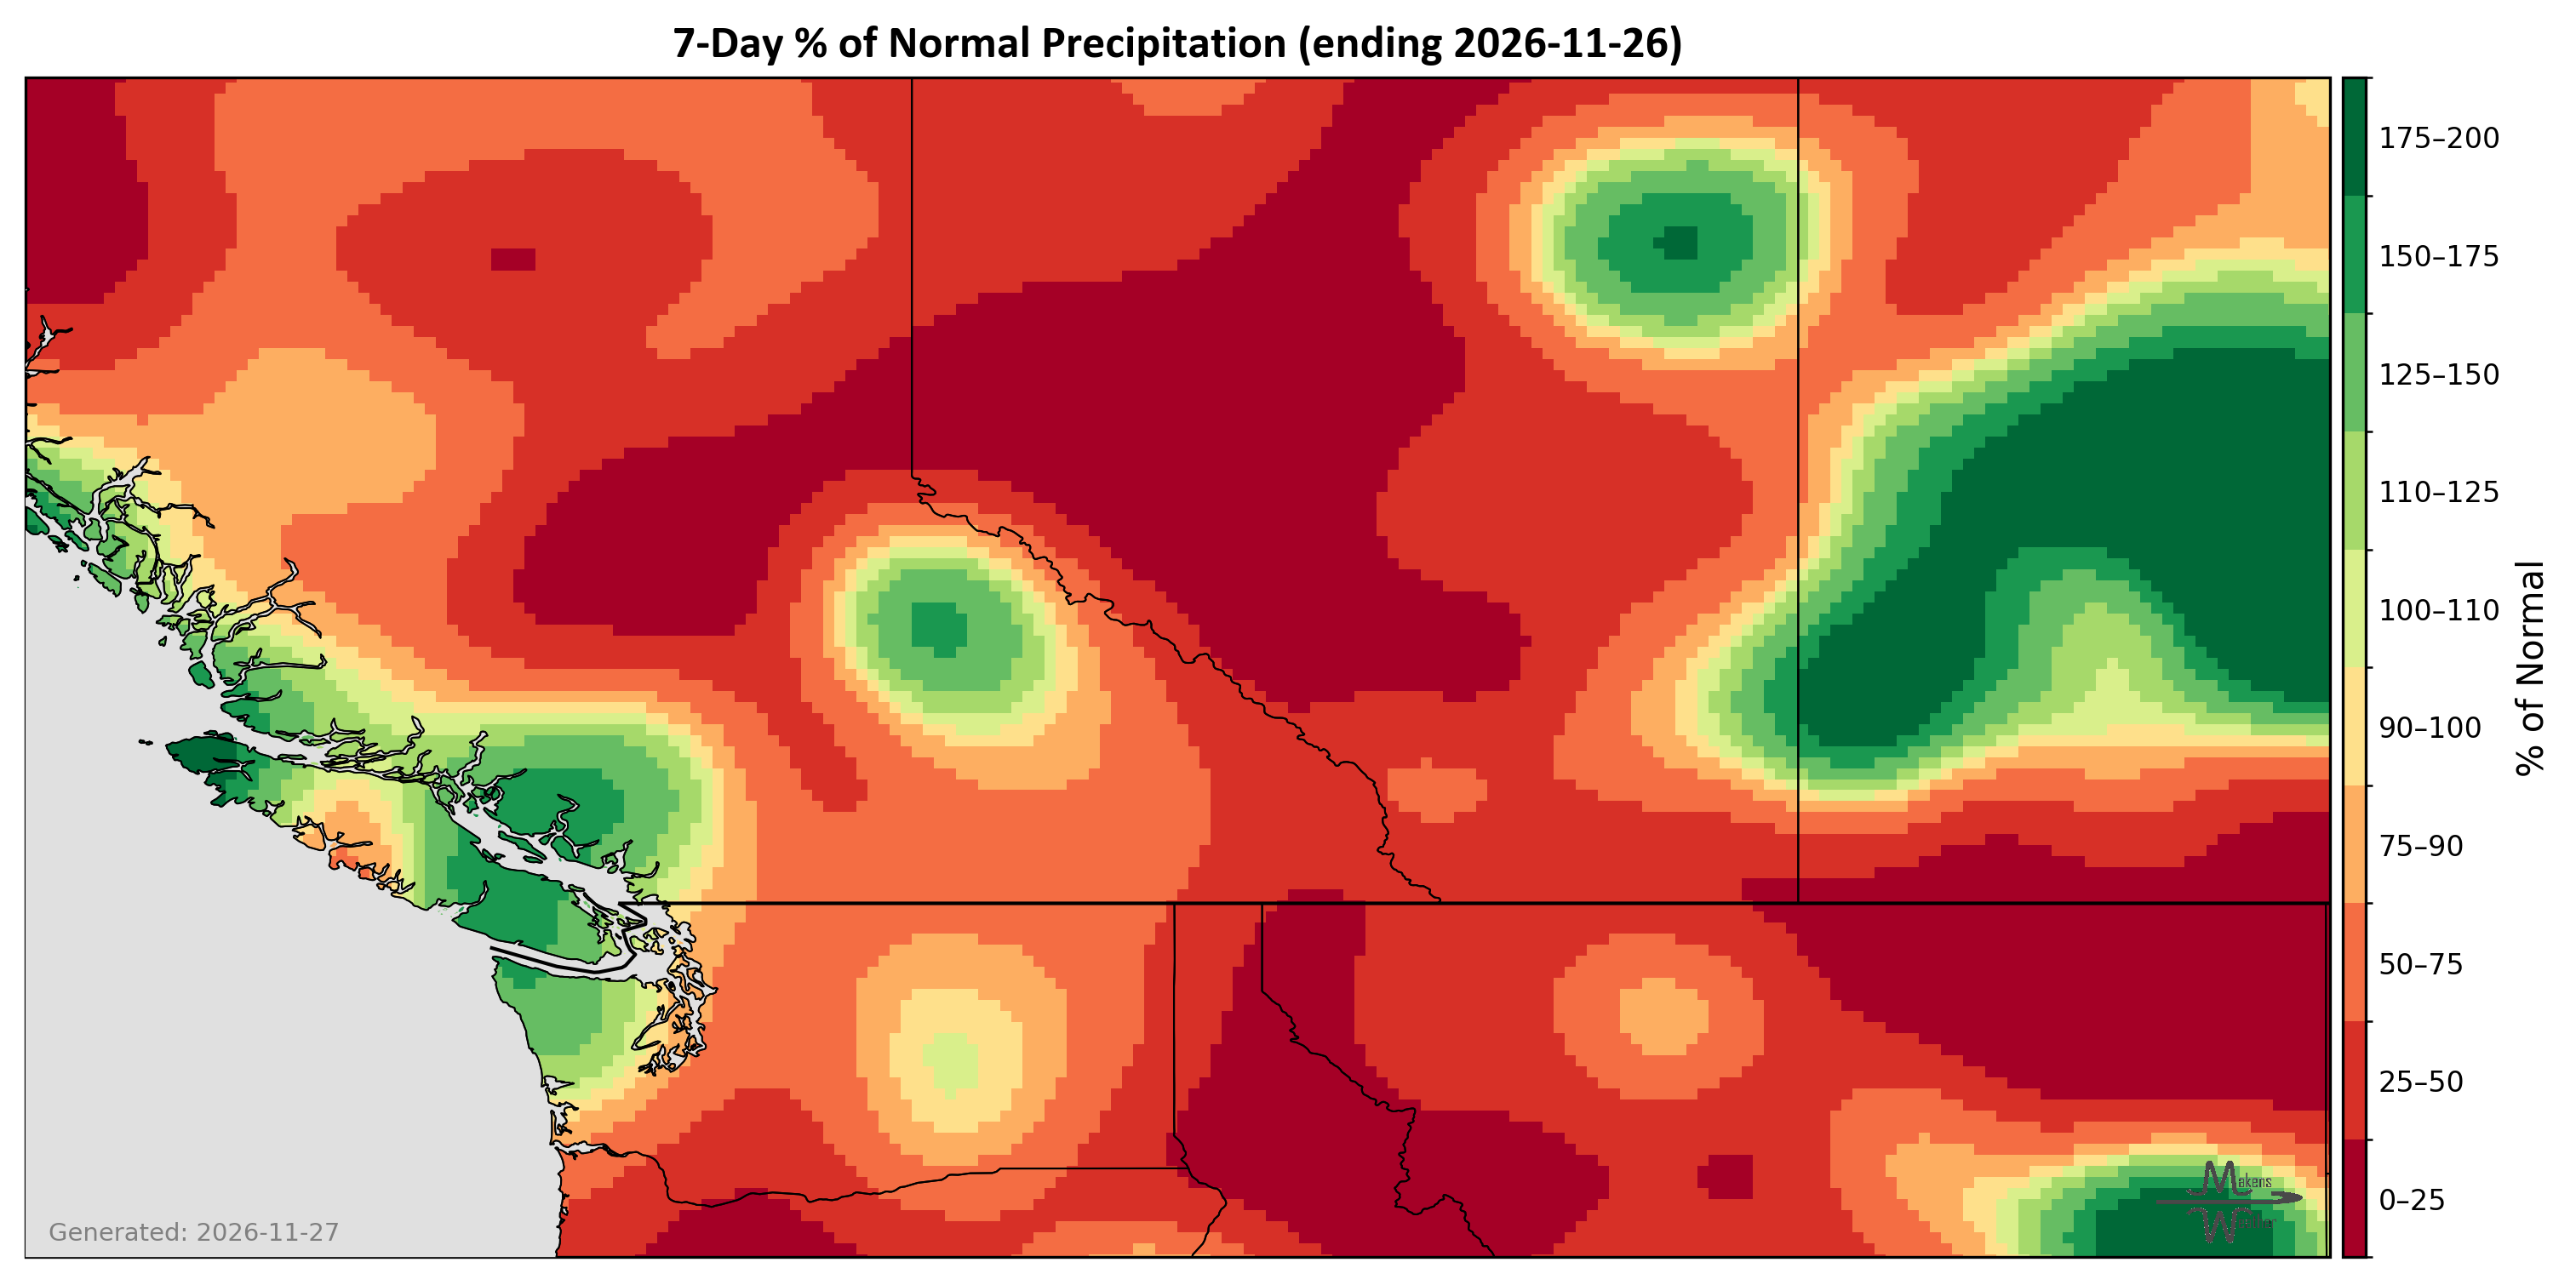 7-Day % of Normal Precipitation (ending 2026-11-26)
175–200
150–175
125–150
110–125
100–110
90–100
75–90
50–75
25–50
0–25
% of Normal
Makens
Generated: 2026-11-27